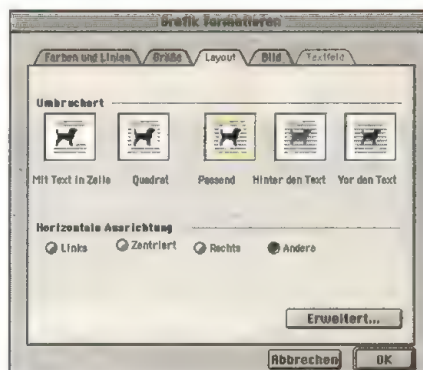 Grafik formatieren
Farben und Linien Größe Layout Bild Textfeld
Umbruchart
Mit Text in Zeile Quadrat Passend Hinter den Text Vor den Text
Horizontale Ausrichtung
Links Zentriert Rechts Andere
Erweitert...
Abbrechen OK